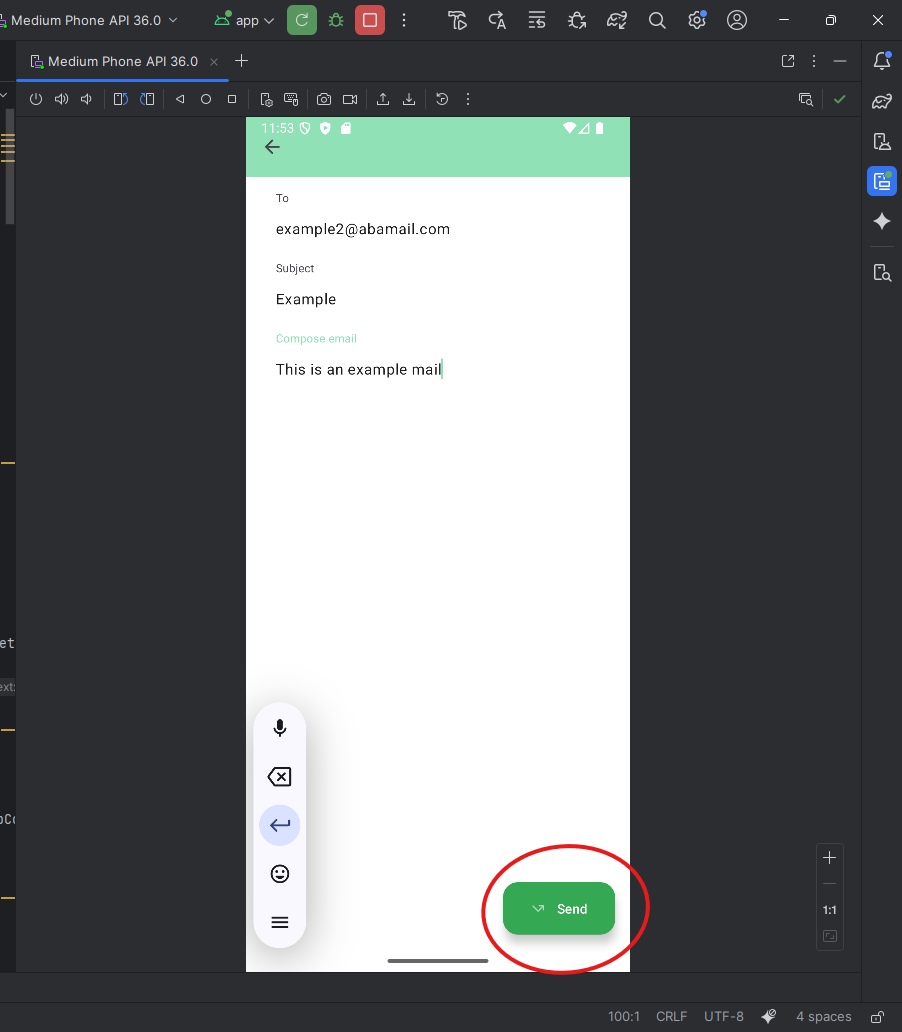 Medium Phone API 36.0
app
Medium Phone API 36.0
11:53
To
example2@abamail.com
Subject
Example
Compose email
This is an example mail
Send
1:1
100:1 CRLF UTF-8 4 spaces